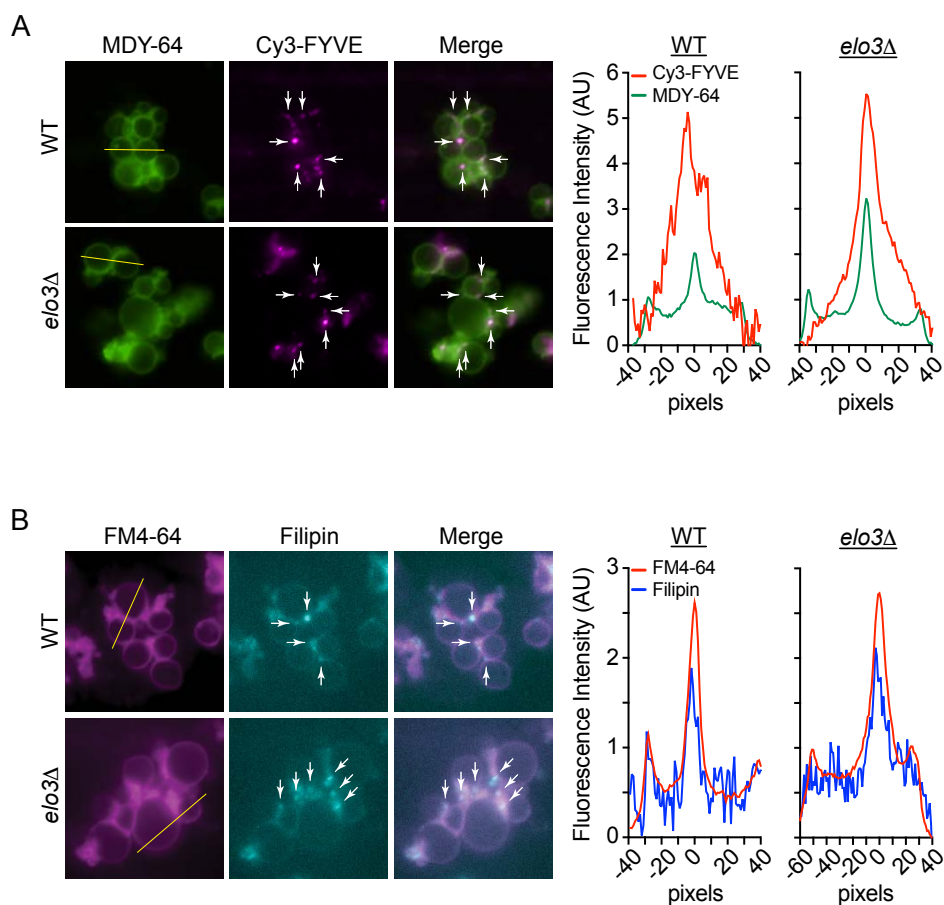 A
MDY-64 Cy3-FYVE Merge
WT
elo3Δ
WT
elo3Δ
Cy3-FYVE
MDY-64
Fluorescence Intensity (AU)
6
5
4
3
2
1
0
-40 -20 0 20 40
pixels
-40 -20 0 20 40
pixels
B
FM4-64 Filipin Merge
WT
elo3Δ
WT
elo3Δ
FM4-64
Filipin
Fluorescence Intensity (AU)
3
2
1
0
-40 -20 0 20 40
pixels
-60 -40 -20 0 20 40
pixels